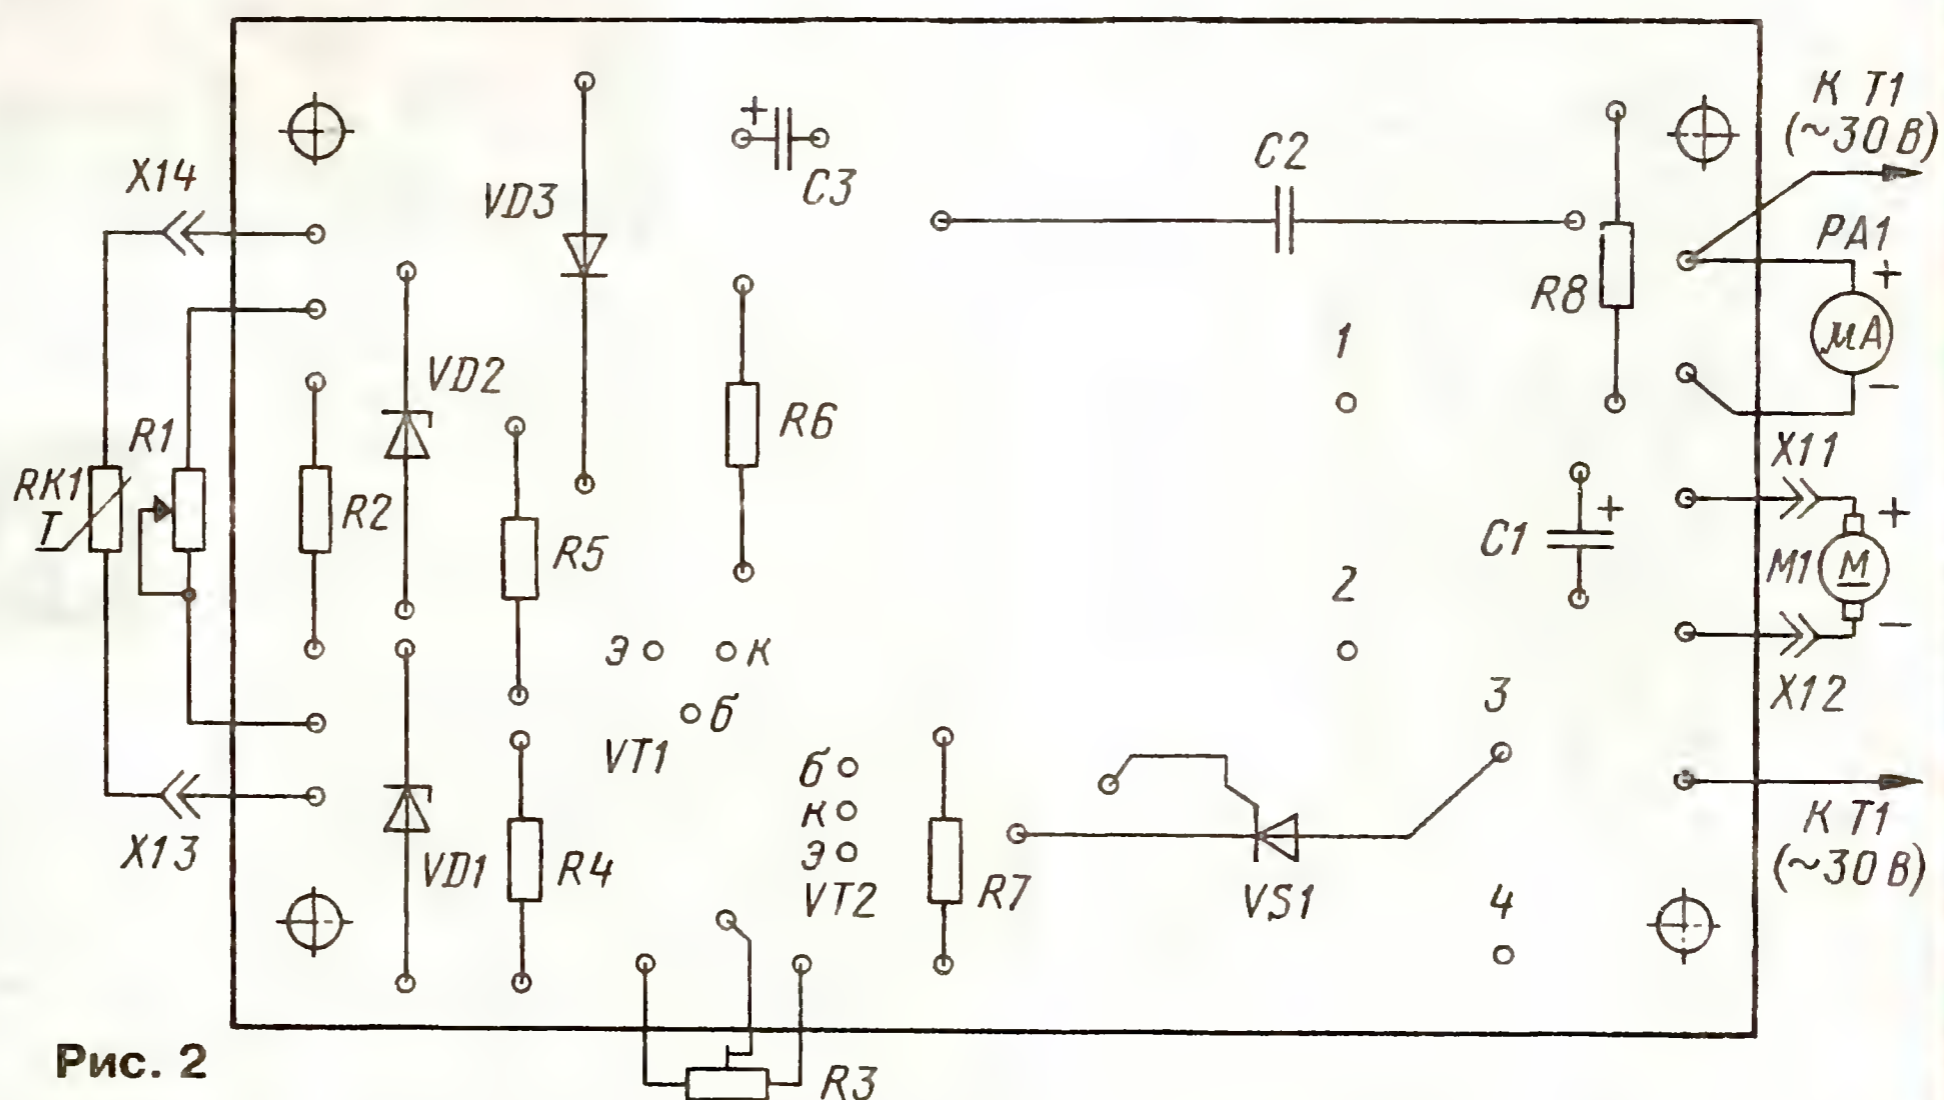 К Т1
(~30 В)
X14
VD3
+
C3
C2
PA1
+
μA
−
R8
1
VD2
R6
R1
RK1
T
R2
R5
X11
+
C1
+
M1
M
−
2
Э
К
б
VT1
3
X12
б
К
Э
VT2
X13
VD1
R4
R7
VS1
4
К Т1
(~30 В)
R3
Рис. 2